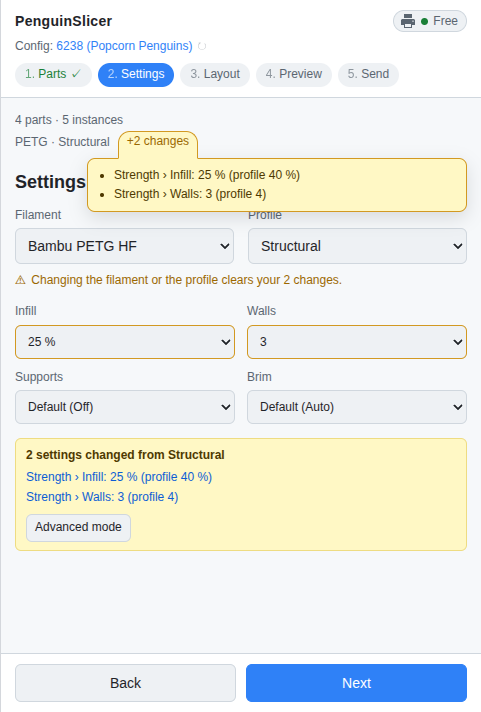 PenguinSlicer
Free
Config: 6238 (Popcorn Penguins)
1. Parts ✓
2. Settings
3. Layout
4. Preview
5. Send
4 parts · 5 instances
PETG · Structural
+2 changes
• Strength › Infill: 25 % (profile 40 %)
• Strength › Walls: 3 (profile 4)
Settings
Filament
Profile
Bambu PETG HF
Structural
⚠ Changing the filament or the profile clears your 2 changes.
Infill
Walls
25 %
3
Supports
Brim
Default (Off)
Default (Auto)
2 settings changed from Structural
Strength › Infill: 25 % (profile 40 %)
Strength › Walls: 3 (profile 4)
Advanced mode
Back
Next